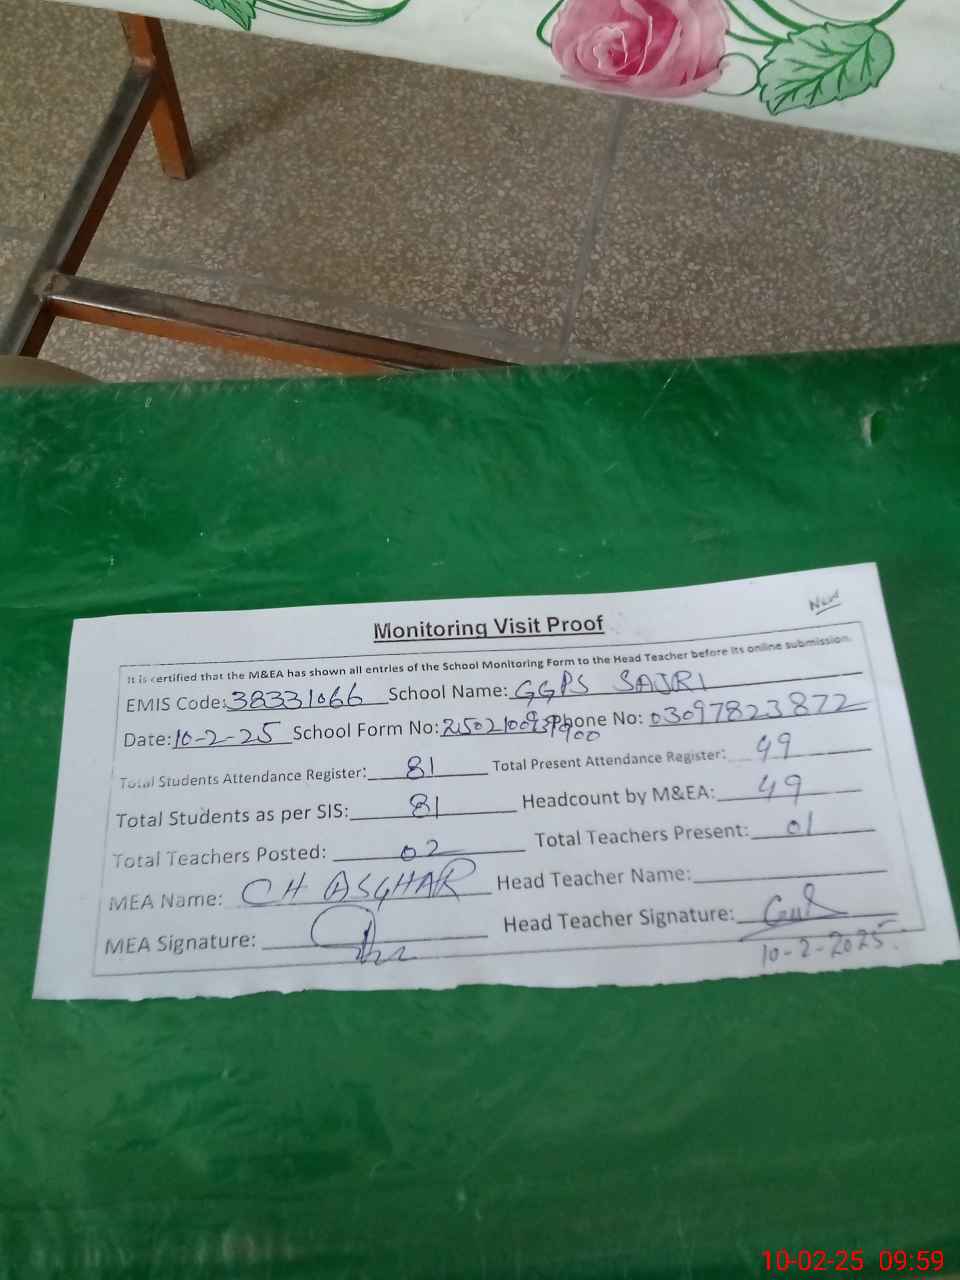 New
Monitoring Visit Proof
It is certified that the M&EA has shown all entries of the School Monitoring Form to the Head Teacher before its online submission.
EMIS Code: 38331066 School Name: GGPS SAJRI
Date: 10-2-25 School Form No: Phone No: 03097823872
Total Students Attendance Register: 81 Total Present Attendance Register: 49
Total Students as per SIS: 81 Headcount by M&EA: 49
Total Teachers Posted: 02 Total Teachers Present: 01
MEA Name: CH ASGHAR Head Teacher Name:
MEA Signature: Head Teacher Signature:
10-2-2025.
10-02-25 09:59